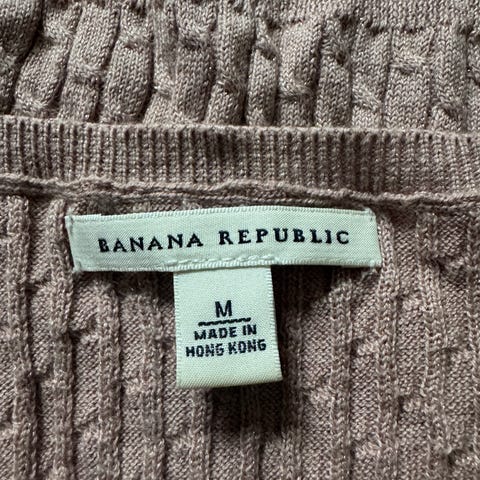 BANANA REPUBLIC
M
MADE IN
HONG KONG